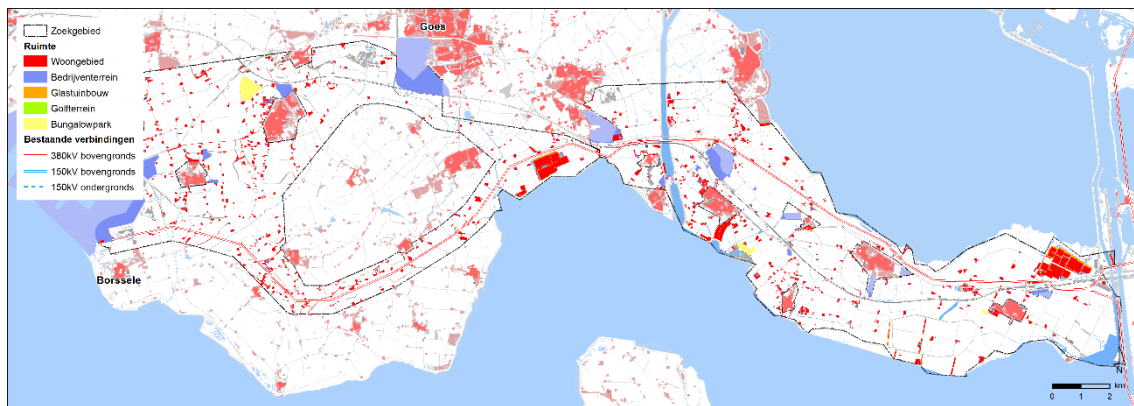 Zoekgebied
Ruimte
Woongebied
Bedrijventerrein
Glastuinbouw
Golfterrein
Bungalowpark
Bestaande verbindingen
380kV bovengronds
150kV bovengronds
150kV ondergronds
Goes
Borssele
N
km
0 1 2